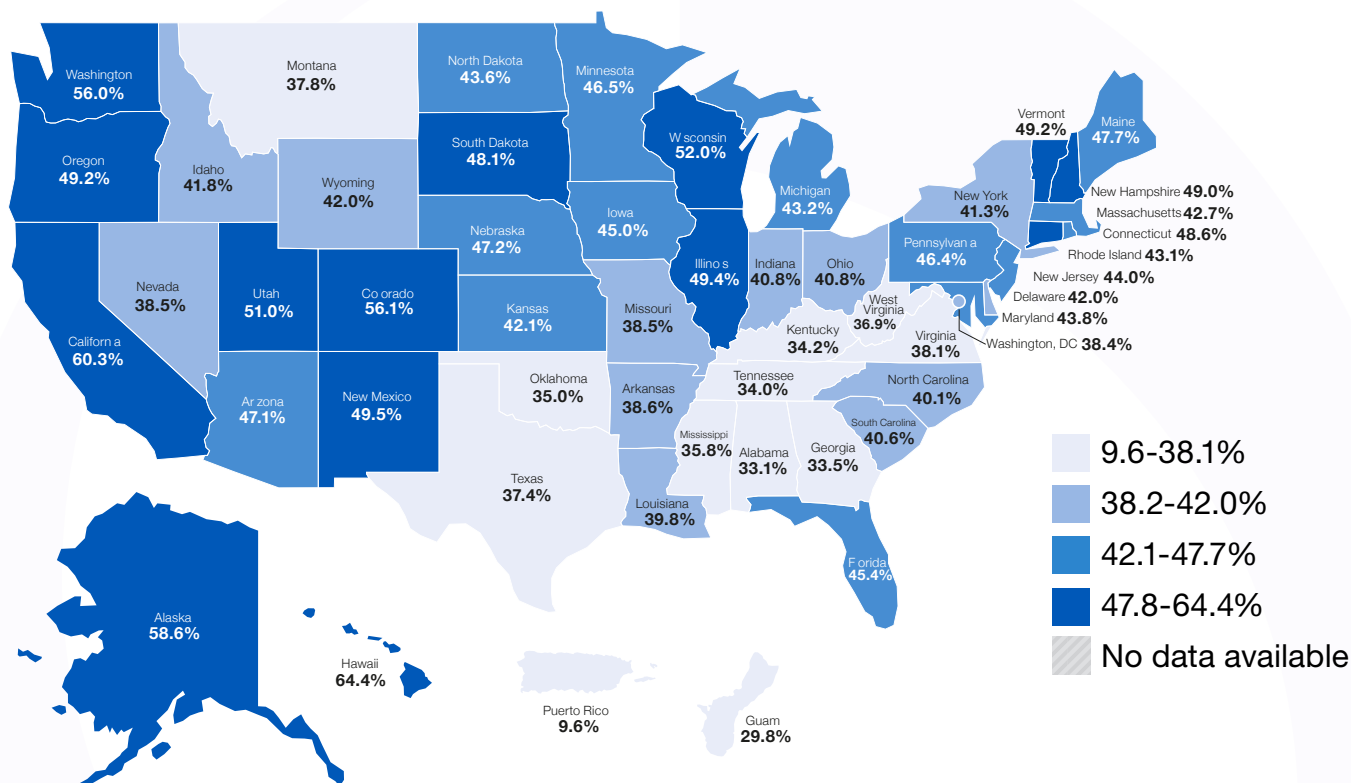 Washington
56.0%
Oregon
49.2%
Californ a
60.3%
Idaho
41.8%
Nevada
38.5%
Montana
37.8%
Wyoming
42.0%
Utah
51.0%
Co orado
56.1%
Ar zona
47.1%
New Mexico
49.5%
North Dakota
43.6%
South Dakota
48.1%
Nebraska
47.2%
Kansas
42.1%
Oklahoma
35.0%
Texas
37.4%
Minnesota
46.5%
Iowa
45.0%
Missouri
38.5%
Arkansas
38.6%
Louisiana
39.8%
W sconsin
52.0%
Illino s
49.4%
Michigan
43.2%
Indiana
40.8%
Ohio
40.8%
Kentucky
34.2%
Tennessee
34.0%
Mississippi
35.8%
Alabama
33.1%
Georgia
33.5%
F orida
45.4%
South Carolina
40.6%
North Carolina
40.1%
Virginia
38.1%
West
Virginia
36.9%
Pennsylvan a
46.4%
New York
41.3%
Vermont
49.2%
Maine
47.7%
New Hampshire 49.0%
Massachusetts 42.7%
Connecticut 48.6%
Rhode Island 43.1%
New Jersey 44.0%
Delaware 42.0%
Maryland 43.8%
Washington, DC 38.4%
Alaska
58.6%
Hawaii
64.4%
Puerto Rico
9.6%
Guam
29.8%
9.6-38.1%
38.2-42.0%
42.1-47.7%
47.8-64.4%
No data available